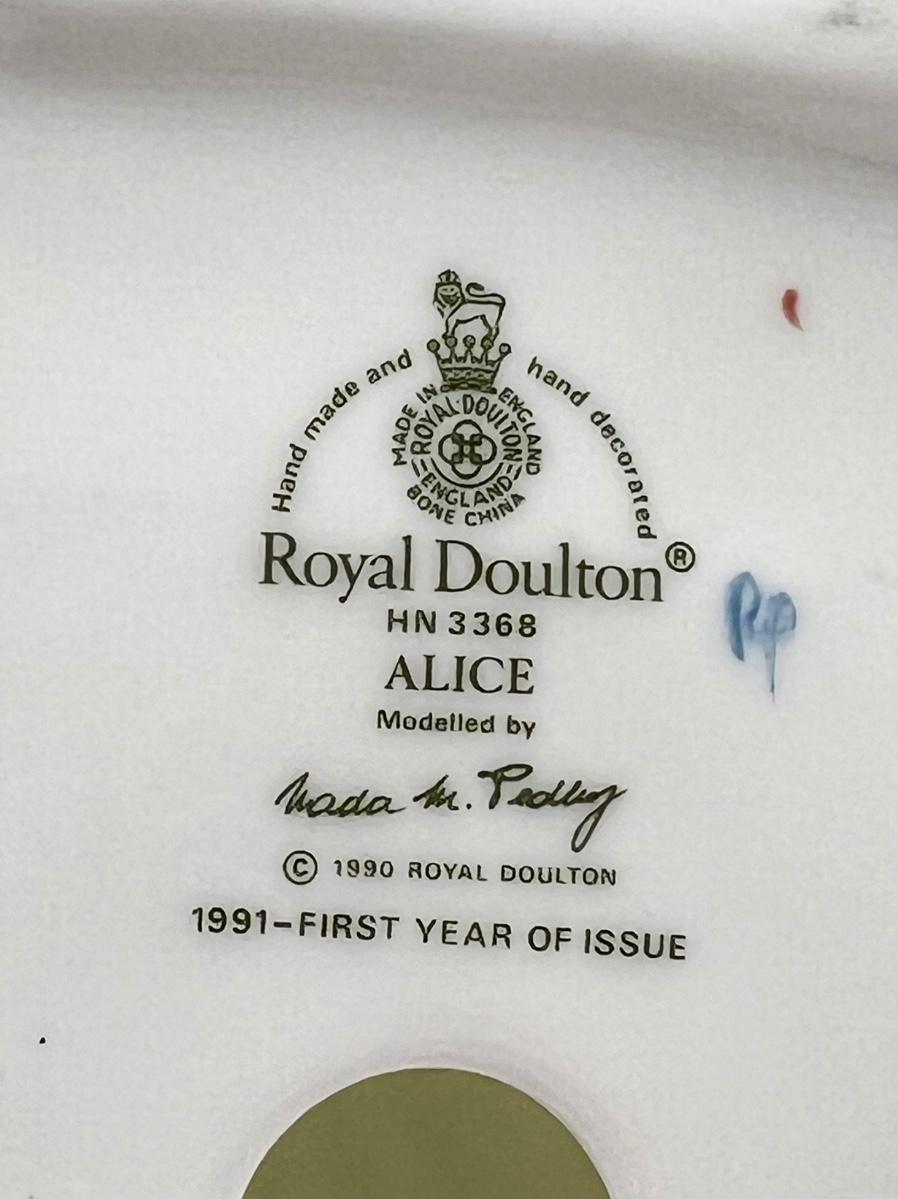 Hand made and hand decorated
MADE IN ENGLAND
ROYAL·DOULTON
ENGLAND
BONE CHINA
Royal Doulton®
HN 3368
ALICE
Modelled by
Nada M. Pedley
© 1990 ROYAL DOULTON
1991-FIRST YEAR OF ISSUE